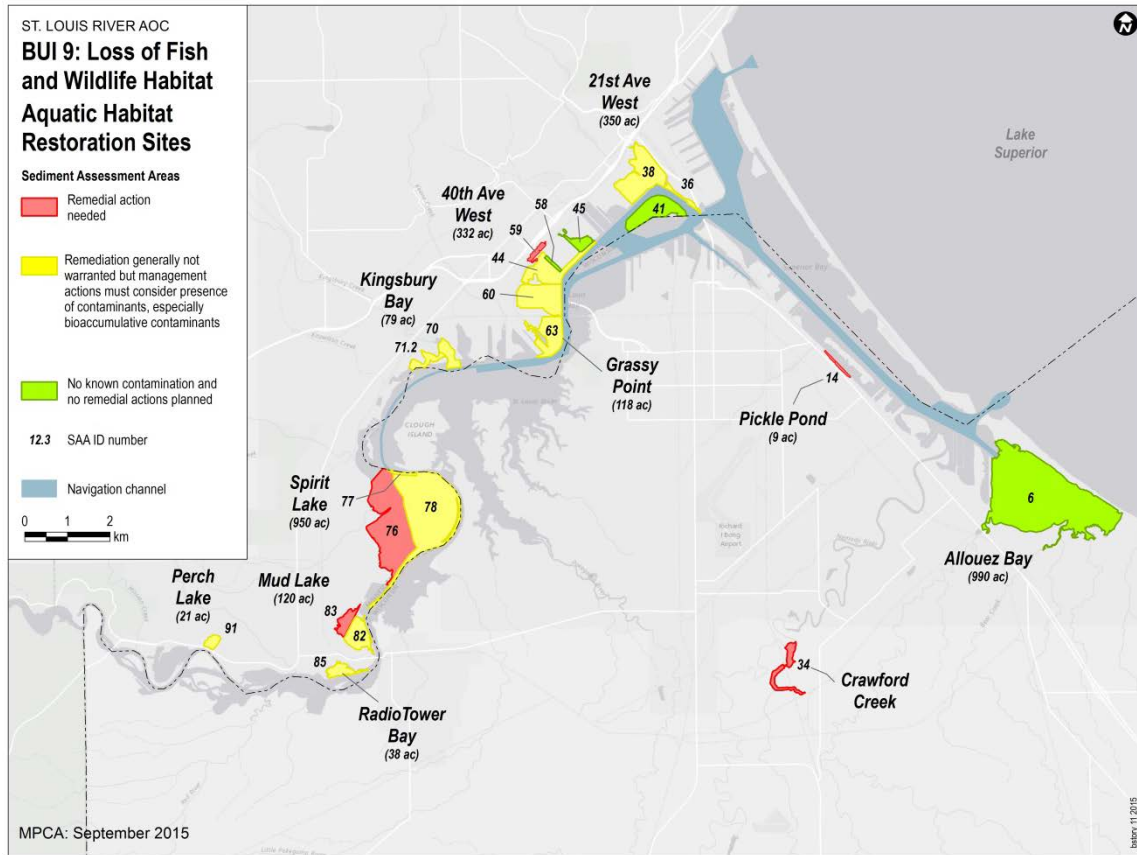 ST. LOUIS RIVER AOC
BUI 9: Loss of Fish
and Wildlife Habitat
Aquatic Habitat
Restoration Sites
Sediment Assessment Areas
Remedial action
needed
Remediation generally not
warranted but management
actions must consider presence
of contaminants, especially
bioaccumulative contaminants
No known contamination and
no remedial actions planned
12.3 SAA ID number
Navigation channel
0 1 2
km
N
21st Ave
West
(350 ac)
Lake
Superior
38
36
41
40th Ave
West
(332 ac)
58
45
59
44
60
63
Kingsbury
Bay
(79 ac)
70
71.2
Grassy
Point
(118 ac)
14
Pickle Pond
(9 ac)
CLOUGH
ISLAND
Spirit
Lake
(950 ac)
77
76
78
6
Allouez Bay
(990 ac)
Richard
I Bong
Airport
Perch
Lake
(21 ac)
91
Mud Lake
(120 ac)
83
82
85
RadioTower
Bay
(38 ac)
34
Crawford
Creek
MPCA: September 2015
bstory 11 2015